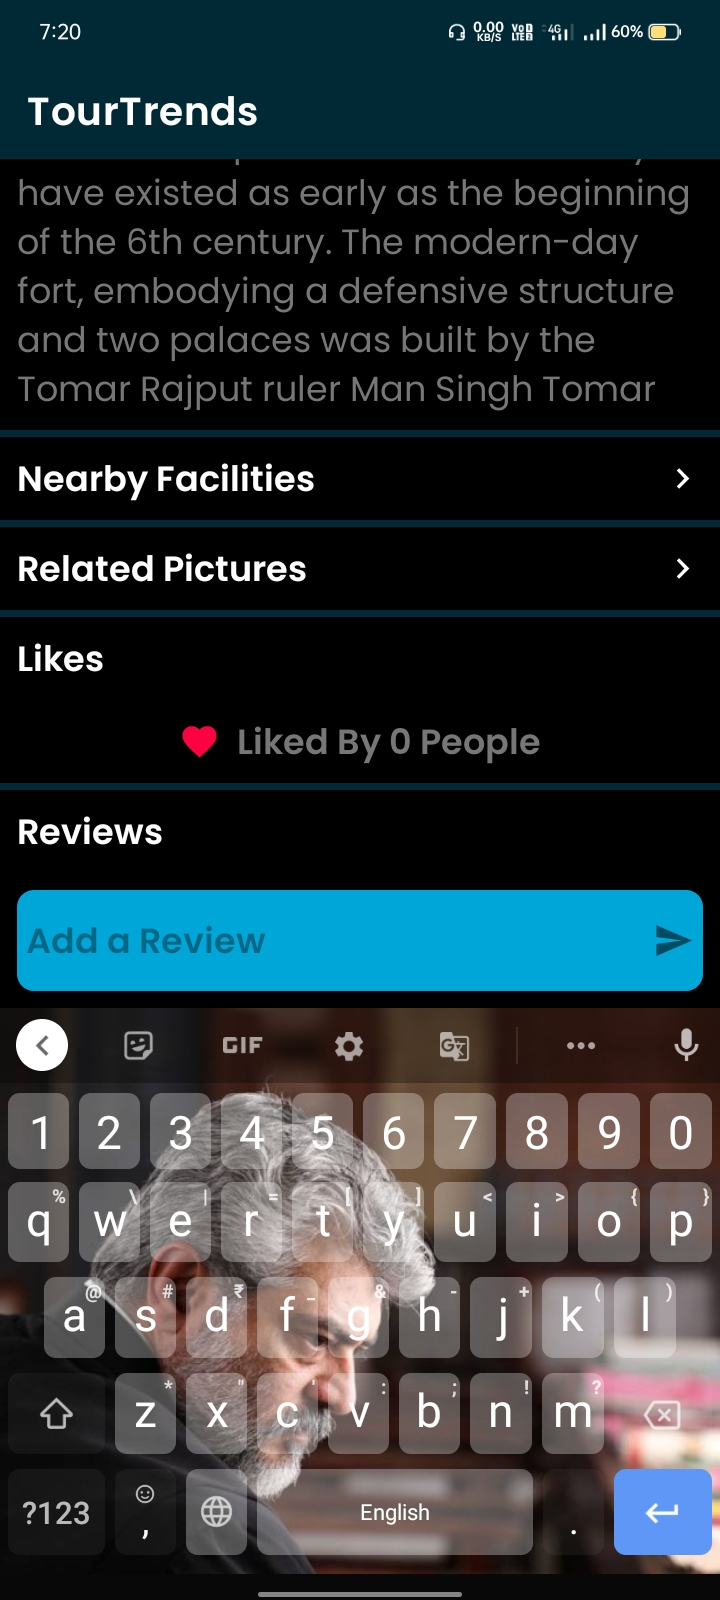 7:20 0.00 KB/S VoD LTE2 4G 60%
TourTrends
have existed as early as the beginning
of the 6th century. The modern-day
fort, embodying a defensive structure
and two palaces was built by the
Tomar Rajput ruler Man Singh Tomar
Nearby Facilities
Related Pictures
Likes
Liked By 0 People
Reviews
Add a Review
GIF G
1 2 3 4 5 6 7 8 9 0
% \ | = [ ] < > { }
q w e r t y u i o p
@ # ₹ _ & - + ( )
a s d f g h j k l
* " ' : ; ! ?
z x c v b n m
?123 , English .